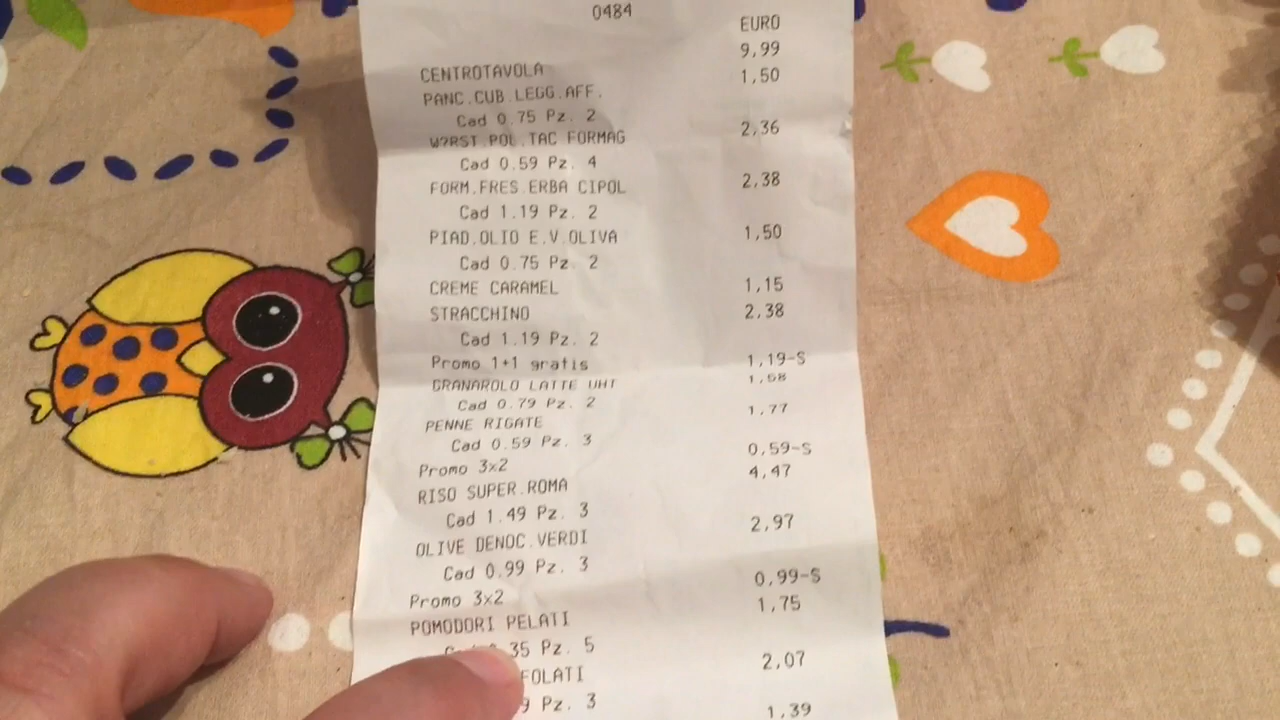 0484
EURO
CENTROTAVOLA 9,99
PANC.CUB.LEGG.AFF. 1,50
Cad 0.75 Pz. 2
W?RST.POL.TAC FORMAG 2,36
Cad 0.59 Pz. 4
FORM.FRES.ERBA CIPOL 2,38
Cad 1.19 Pz. 2
PIAD.OLIO E.V.OLIVA 1,50
Cad 0.75 Pz. 2
CREME CARAMEL 1,15
STRACCHINO 2,38
Cad 1.19 Pz. 2
Promo 1+1 gratis 1,19-S
GRANAROLO LATTE UHT 1,58
Cad 0.79 Pz. 2
PENNE RIGATE 1,77
Cad 0.59 Pz. 3
Promo 3x2 0,59-S
RISO SUPER.ROMA 4,47
Cad 1.49 Pz. 3
OLIVE DENOC.VERDI 2,97
Cad 0.99 Pz. 3
Promo 3x2 0,99-S
POMODORI PELATI 1,75
35 Pz. 5
FOLATI 2,07
9 Pz. 3
1,39